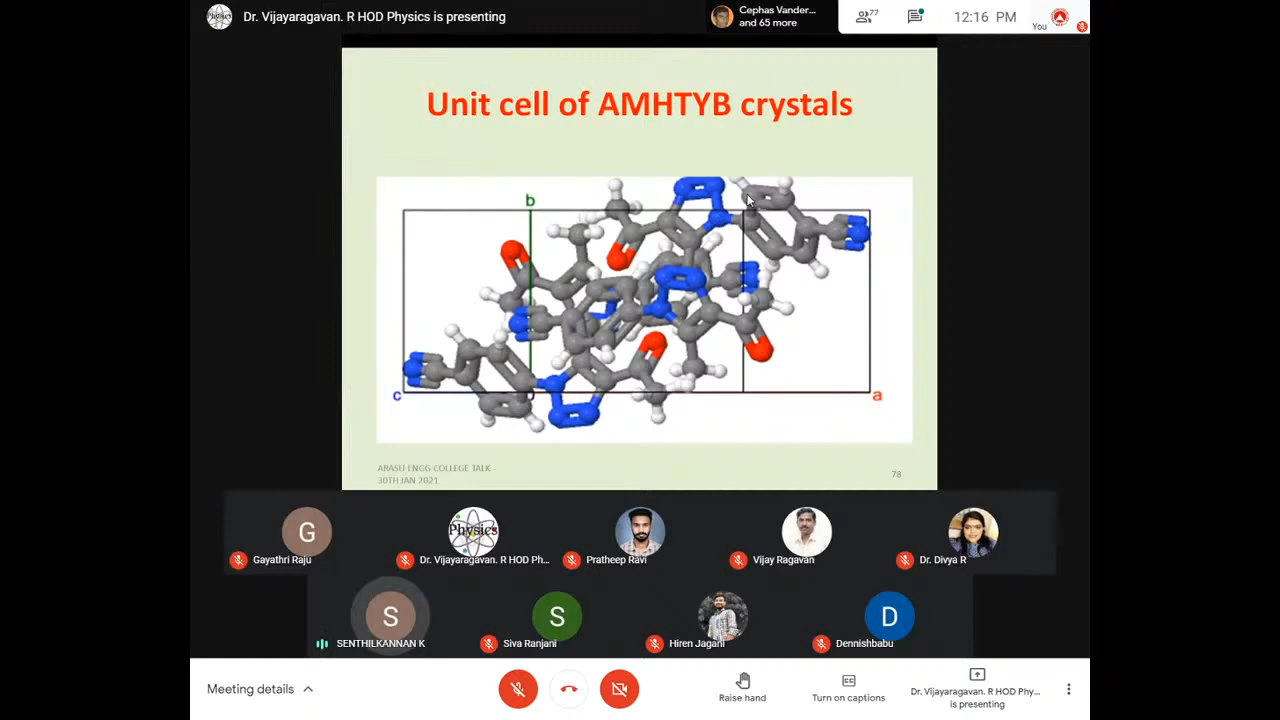 Dr. Vijayaragavan. R HOD Physics is presenting
Cephas Vander...
and 65 more
77
12:16 PM
You
Unit cell of AMHTYB crystals
b
c
a
ARASU ENGG COLLEGE TALK -
30TH JAN 2021
78
G
Physics
Gayathri Raju
Dr. Vijayaragavan. R HOD Ph...
Pratheep Ravi
Vijay Ragavan
Dr. Divya R
S
S
D
SENTHILKANNAN K
Siva Ranjani
Hiren Jagani
Dennishbabu
Meeting details
Raise hand
Turn on captions
Dr. Vijayaragavan. R HOD Phy...
is presenting